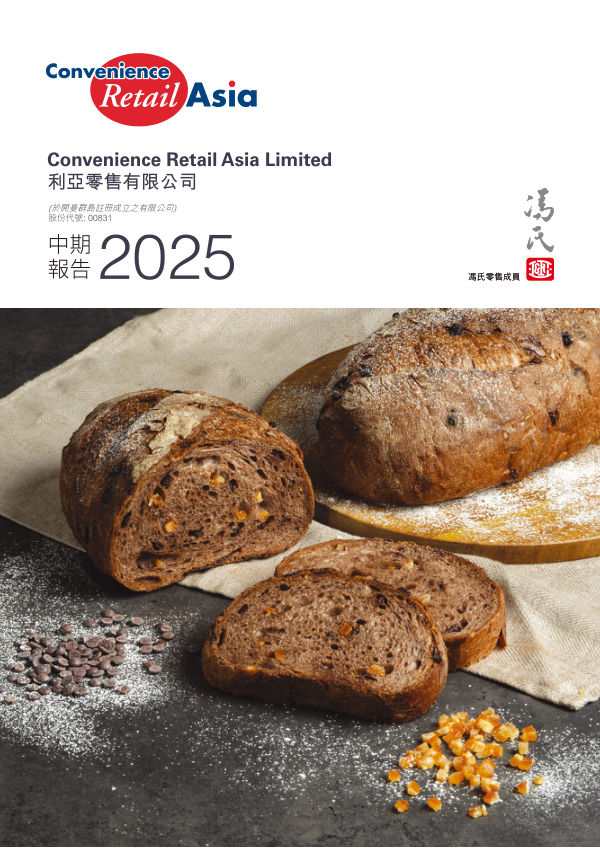 Convenience
Retail Asia
Convenience Retail Asia Limited
利亞零售有限公司
(於開曼群島註冊成立之有限公司)
股份代號: 00831
中期
報告 2025
馮氏
馮氏零售成員